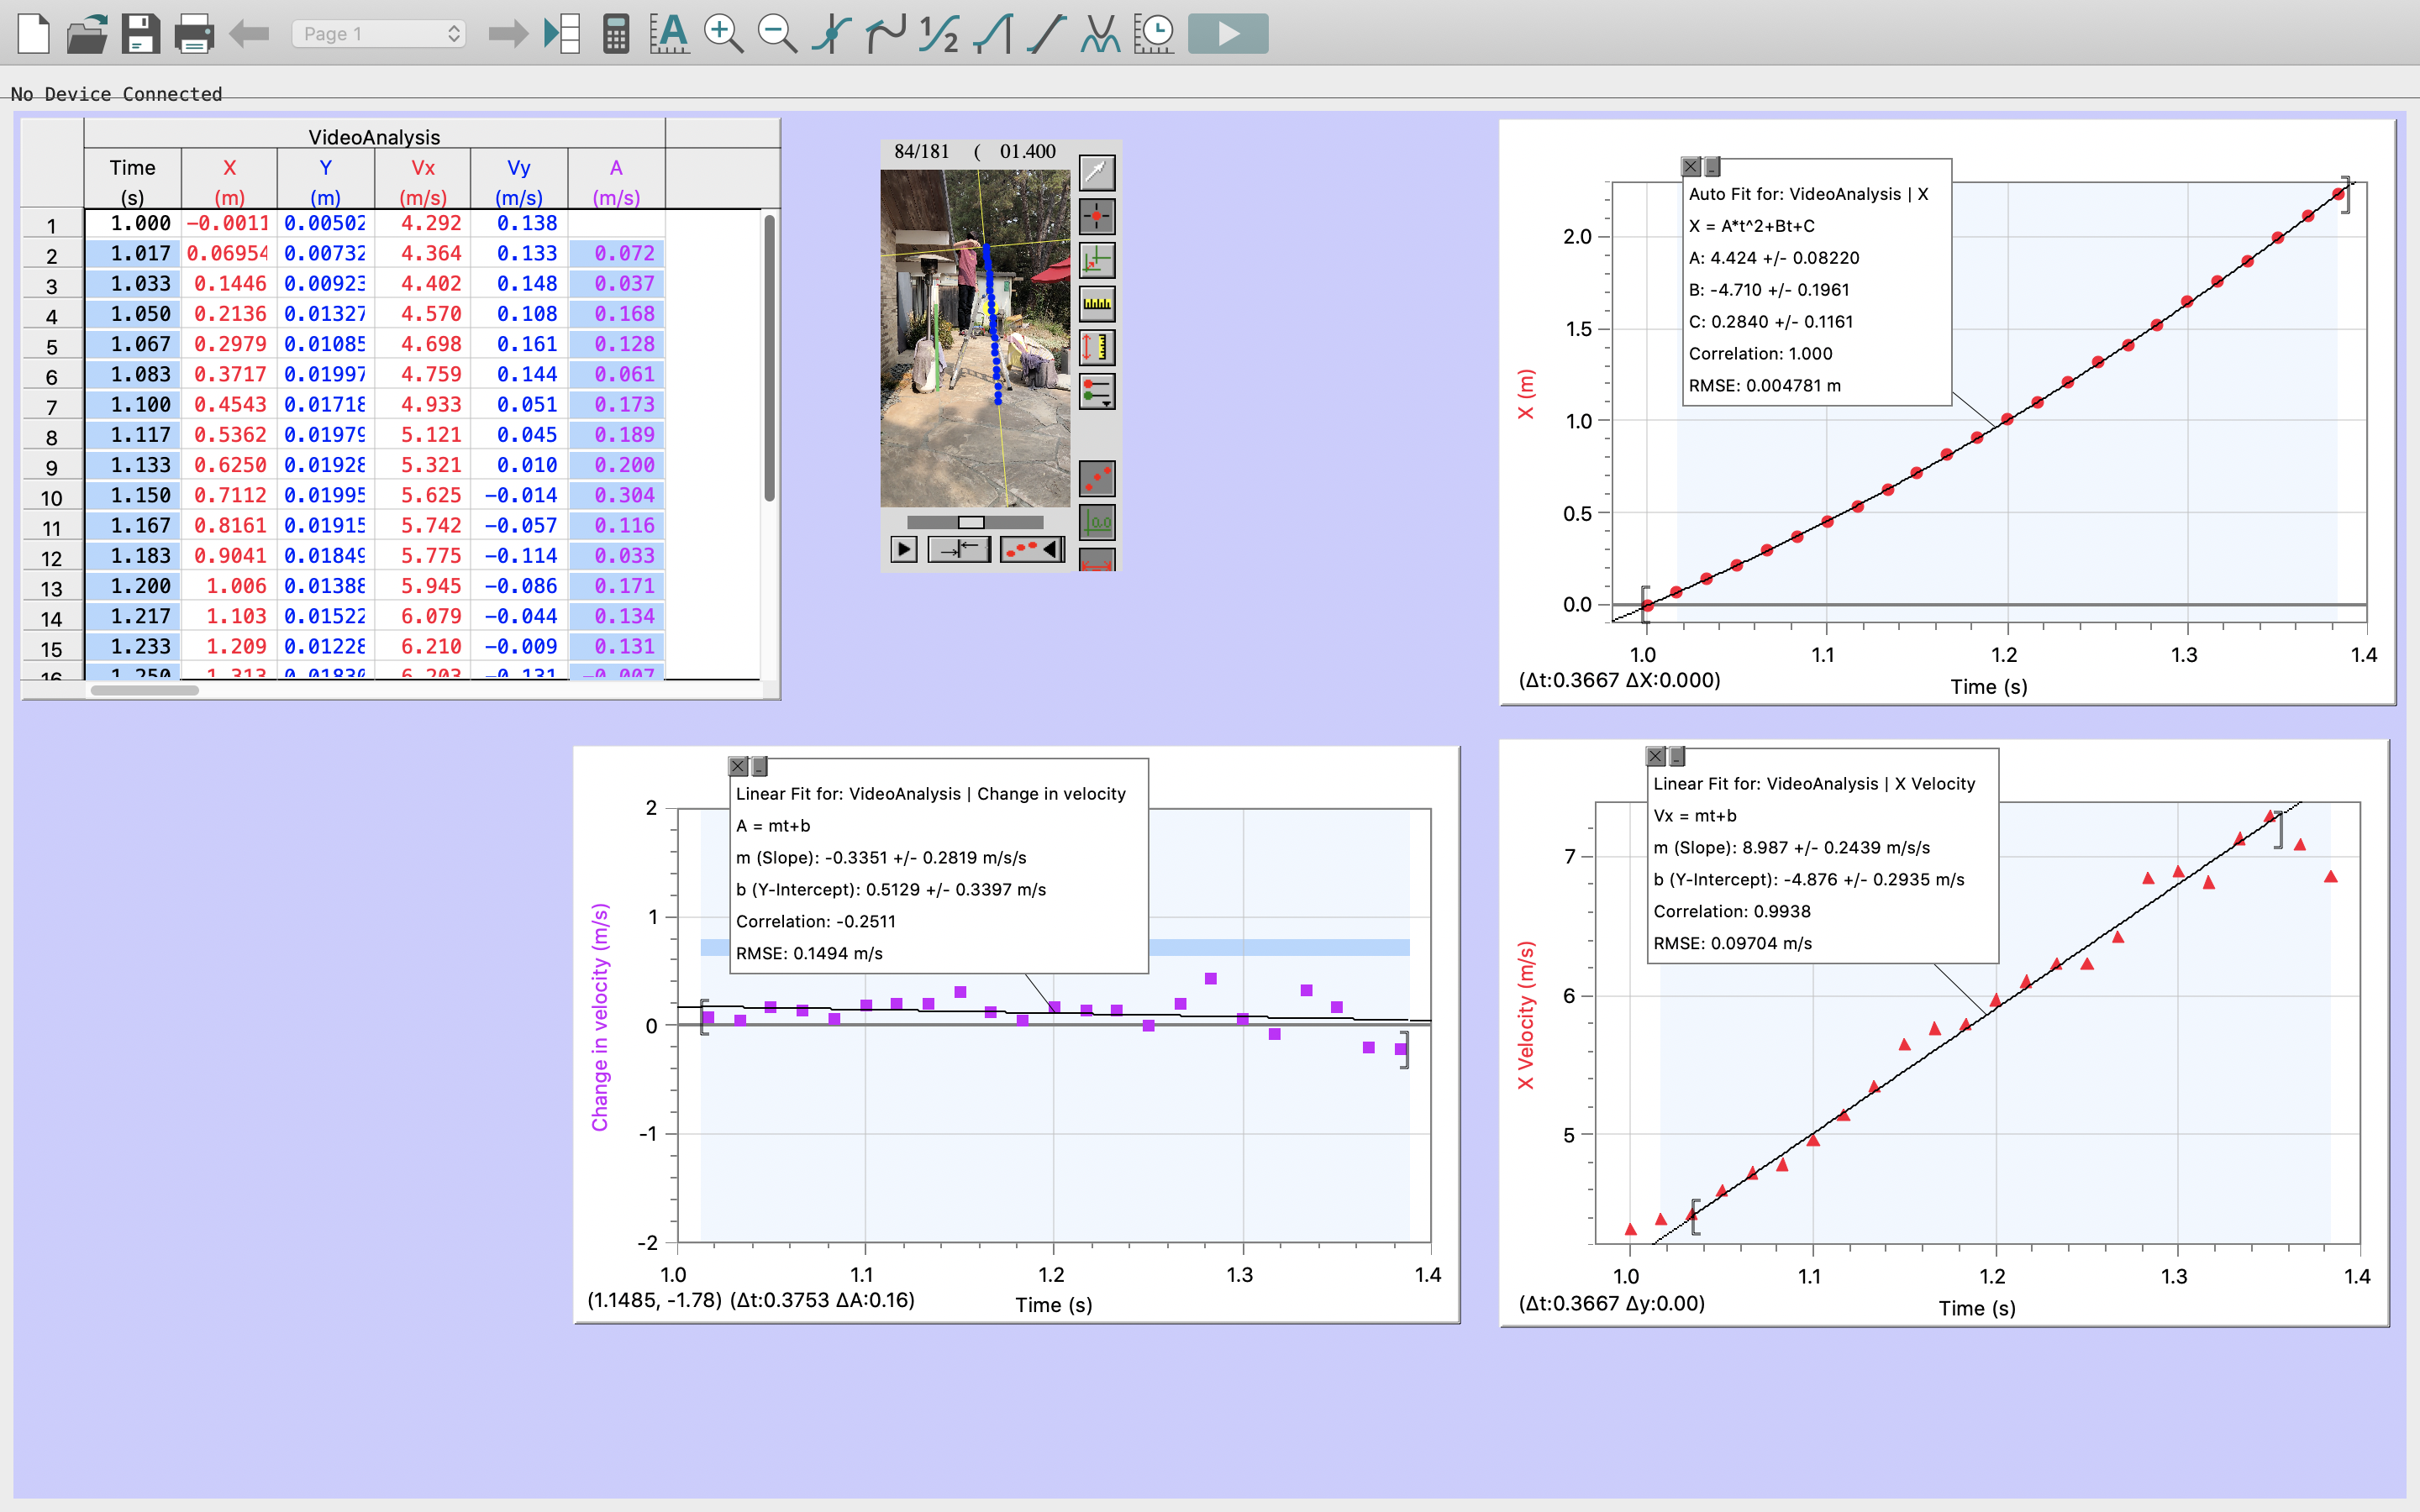 Page 1
A
1/2
No Device Connected
VideoAnalysis
Time X Y Vx Vy A
(s) (m) (m) (m/s) (m/s) (m/s)
1 1.000 −0.0011 0.00502 4.292 0.138
2 1.017 0.06954 0.00732 4.364 0.133 0.072
3 1.033 0.1446 0.00923 4.402 0.148 0.037
4 1.050 0.2136 0.01327 4.570 0.108 0.168
5 1.067 0.2979 0.01085 4.698 0.161 0.128
6 1.083 0.3717 0.01997 4.759 0.144 0.061
7 1.100 0.4543 0.01718 4.933 0.051 0.173
8 1.117 0.5362 0.01979 5.121 0.045 0.189
9 1.133 0.6250 0.01928 5.321 0.010 0.200
10 1.150 0.7112 0.01995 5.625 −0.014 0.304
11 1.167 0.8161 0.01915 5.742 −0.057 0.116
12 1.183 0.9041 0.01849 5.775 −0.114 0.033
13 1.200 1.006 0.01388 5.945 −0.086 0.171
14 1.217 1.103 0.01522 6.079 −0.044 0.134
15 1.233 1.209 0.01228 6.210 −0.009 0.131
16 1.250 1.313 0.01830 6.203 −0.131 −0.007
84/181 ( 01.400
0.0
Auto Fit for: VideoAnalysis | X
X = A*t^2+Bt+C
A: 4.424 +/- 0.08220
B: -4.710 +/- 0.1961
C: 0.2840 +/- 0.1161
Correlation: 1.000
RMSE: 0.004781 m
X (m)
2.0
1.5
1.0
0.5
0.0
1.0 1.1 1.2 1.3 1.4
(Δt:0.3667 ΔX:0.000)
Time (s)
Linear Fit for: VideoAnalysis | Change in velocity
A = mt+b
m (Slope): -0.3351 +/- 0.2819 m/s/s
b (Y-Intercept): 0.5129 +/- 0.3397 m/s
Correlation: -0.2511
RMSE: 0.1494 m/s
Change in velocity (m/s)
2
1
0
-1
-2
1.0 1.1 1.2 1.3 1.4
(1.1485, -1.78) (Δt:0.3753 ΔA:0.16)
Time (s)
Linear Fit for: VideoAnalysis | X Velocity
Vx = mt+b
m (Slope): 8.987 +/- 0.2439 m/s/s
b (Y-Intercept): -4.876 +/- 0.2935 m/s
Correlation: 0.9938
RMSE: 0.09704 m/s
X Velocity (m/s)
7
6
5
1.0 1.1 1.2 1.3 1.4
(Δt:0.3667 Δy:0.00)
Time (s)